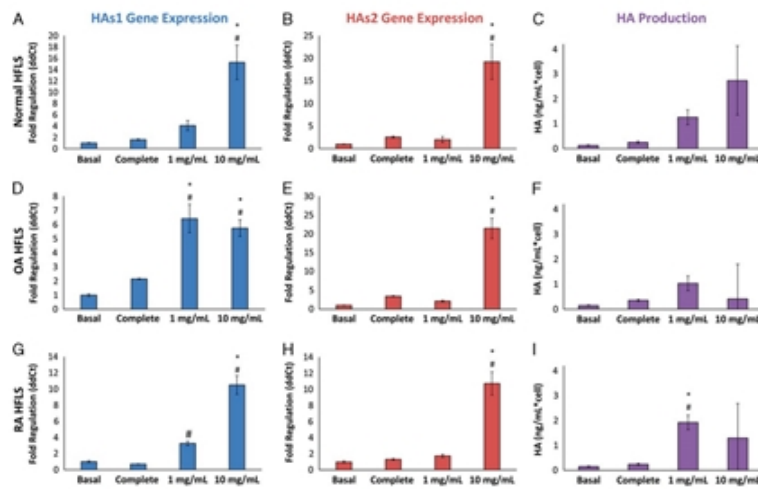 HAs1 Gene Expression
HAs2 Gene Expression
HA Production
A
Normal HFLS
Fold Regulation (ddCt)
20
18
16
14
12
10
8
6
4
2
0
*
#
Basal Complete 1 mg/mL 10 mg/mL
B
Fold Regulation (ddCt)
25
20
15
10
5
0
*
#
Basal Complete 1 mg/mL 10 mg/mL
C
HA (ng/mL*cell)
4
3
2
1
0
Basal Complete 1 mg/mL 10 mg/mL
D
OA HFLS
Fold Regulation (ddCt)
8
7
6
5
4
3
2
1
0
*
#
*
#
Basal Complete 1 mg/mL 10 mg/mL
E
Fold Regulation (ddCt)
30
25
20
15
10
5
0
*
#
Basal Complete 1 mg/mL 10 mg/mL
F
HA (ng/mL*cell)
4
3
2
1
0
Basal Complete 1 mg/mL 10 mg/mL
G
RA HFLS
Fold Regulation (ddCt)
14
12
10
8
6
4
2
0
#
*
#
Basal Complete 1 mg/mL 10 mg/mL
H
Fold Regulation (ddCt)
14
12
10
8
6
4
2
0
*
#
Basal Complete 1 mg/mL 10 mg/mL
I
HA (ng/mL*cell)
4
3
2
1
0
*
#
Basal Complete 1 mg/mL 10 mg/mL